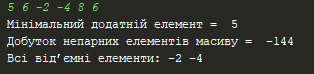 5 6 -2 -4 8 6
Мінімальний додатній елемент =  5
Добуток непарних елементів масиву =  -144
Всі від’ємні елементи: -2 -4